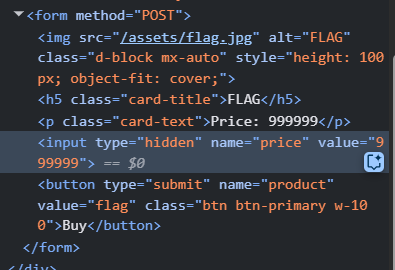 <form method="POST">
<img src="/assets/flag.jpg" alt="FLAG"
class="d-block mx-auto" style="height: 100
px; object-fit: cover;">
<h5 class="card-title">FLAG</h5>
<p class="card-text">Price: 999999</p>
<input type="hidden" name="price" value="9
99999"> == $0
<button type="submit" name="product"
value="flag" class="btn btn-primary w-10
0">Buy</button>
</form>
</div>